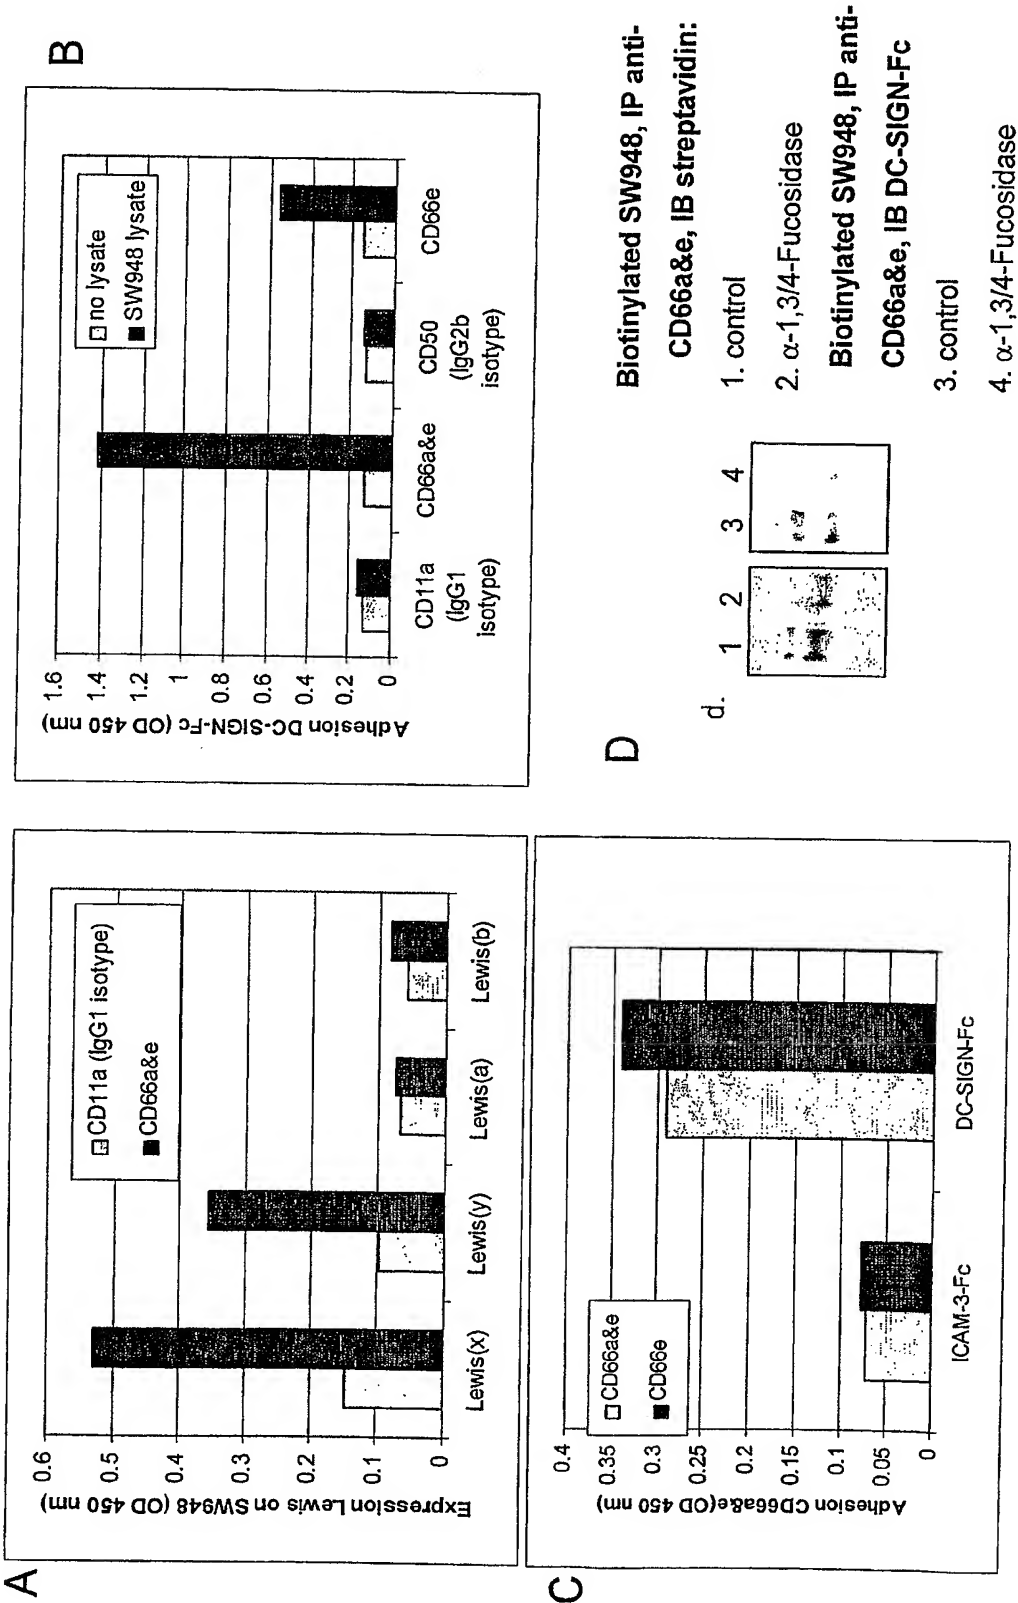 A
0.6
0.5
0.4
0.3
0.2
0.1
0
Expression Lewis on SW948 (OD 450 nm)
CD11a (IgG1 isotype)
CD66a&e
Lewis(x)
Lewis(y)
Lewis(a)
Lewis(b)
B
1.6
1.4
1.2
1
0.8
0.6
0.4
0.2
0
Adhesion DC-SIGN-Fc (OD 450 nm)
no lysate
SW948 lysate
CD11a
(IgG1
isotype)
CD66a&e
CD50
(IgG2b
isotype)
CD66e
C
0.4
0.35
0.3
0.25
0.2
0.15
0.1
0.05
0
Adhesion CD66a&e(OD 450 nm)
CD66a&e
CD66e
ICAM-3-Fc
DC-SIGN-Fc
D
d.
1 2 3 4
Biotinylated SW948, IP anti-
CD66a&e, IB streptavidin:
1. control
2. α-1,3/4-Fucosidase
Biotinylated SW948, IP anti-
CD66a&e, IB DC-SIGN-Fc
3. control
4. α-1,3/4-Fucosidase